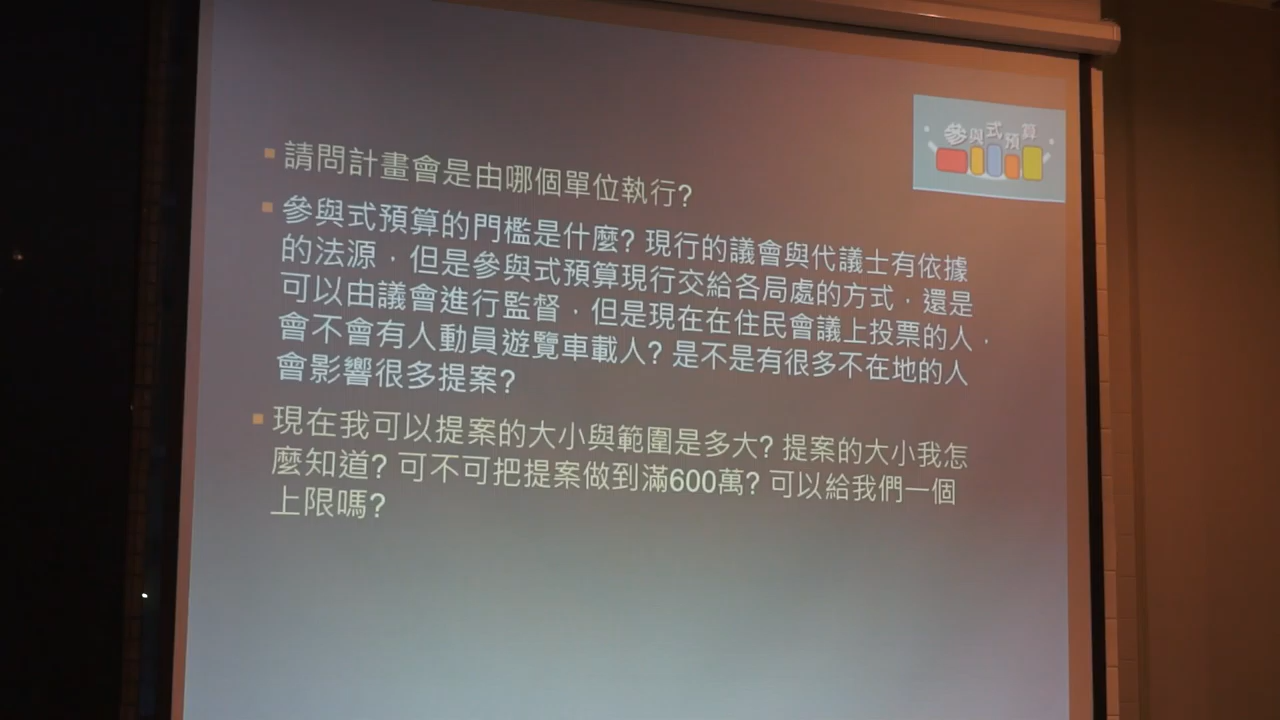 參與式預算
請問計畫會是由哪個單位執行?
參與式預算的門檻是什麼? 現行的議會與代議士有依據
的法源，但是參與式預算現行交給各局處的方式，還是
可以由議會進行監督，但是現在在住民會議上投票的人，
會不會有人動員遊覽車載人? 是不是有很多不在地的人
會影響很多提案?
現在我可以提案的大小與範圍是多大? 提案的大小我怎
麼知道? 可不可把提案做到滿600萬? 可以給我們一個
上限嗎?